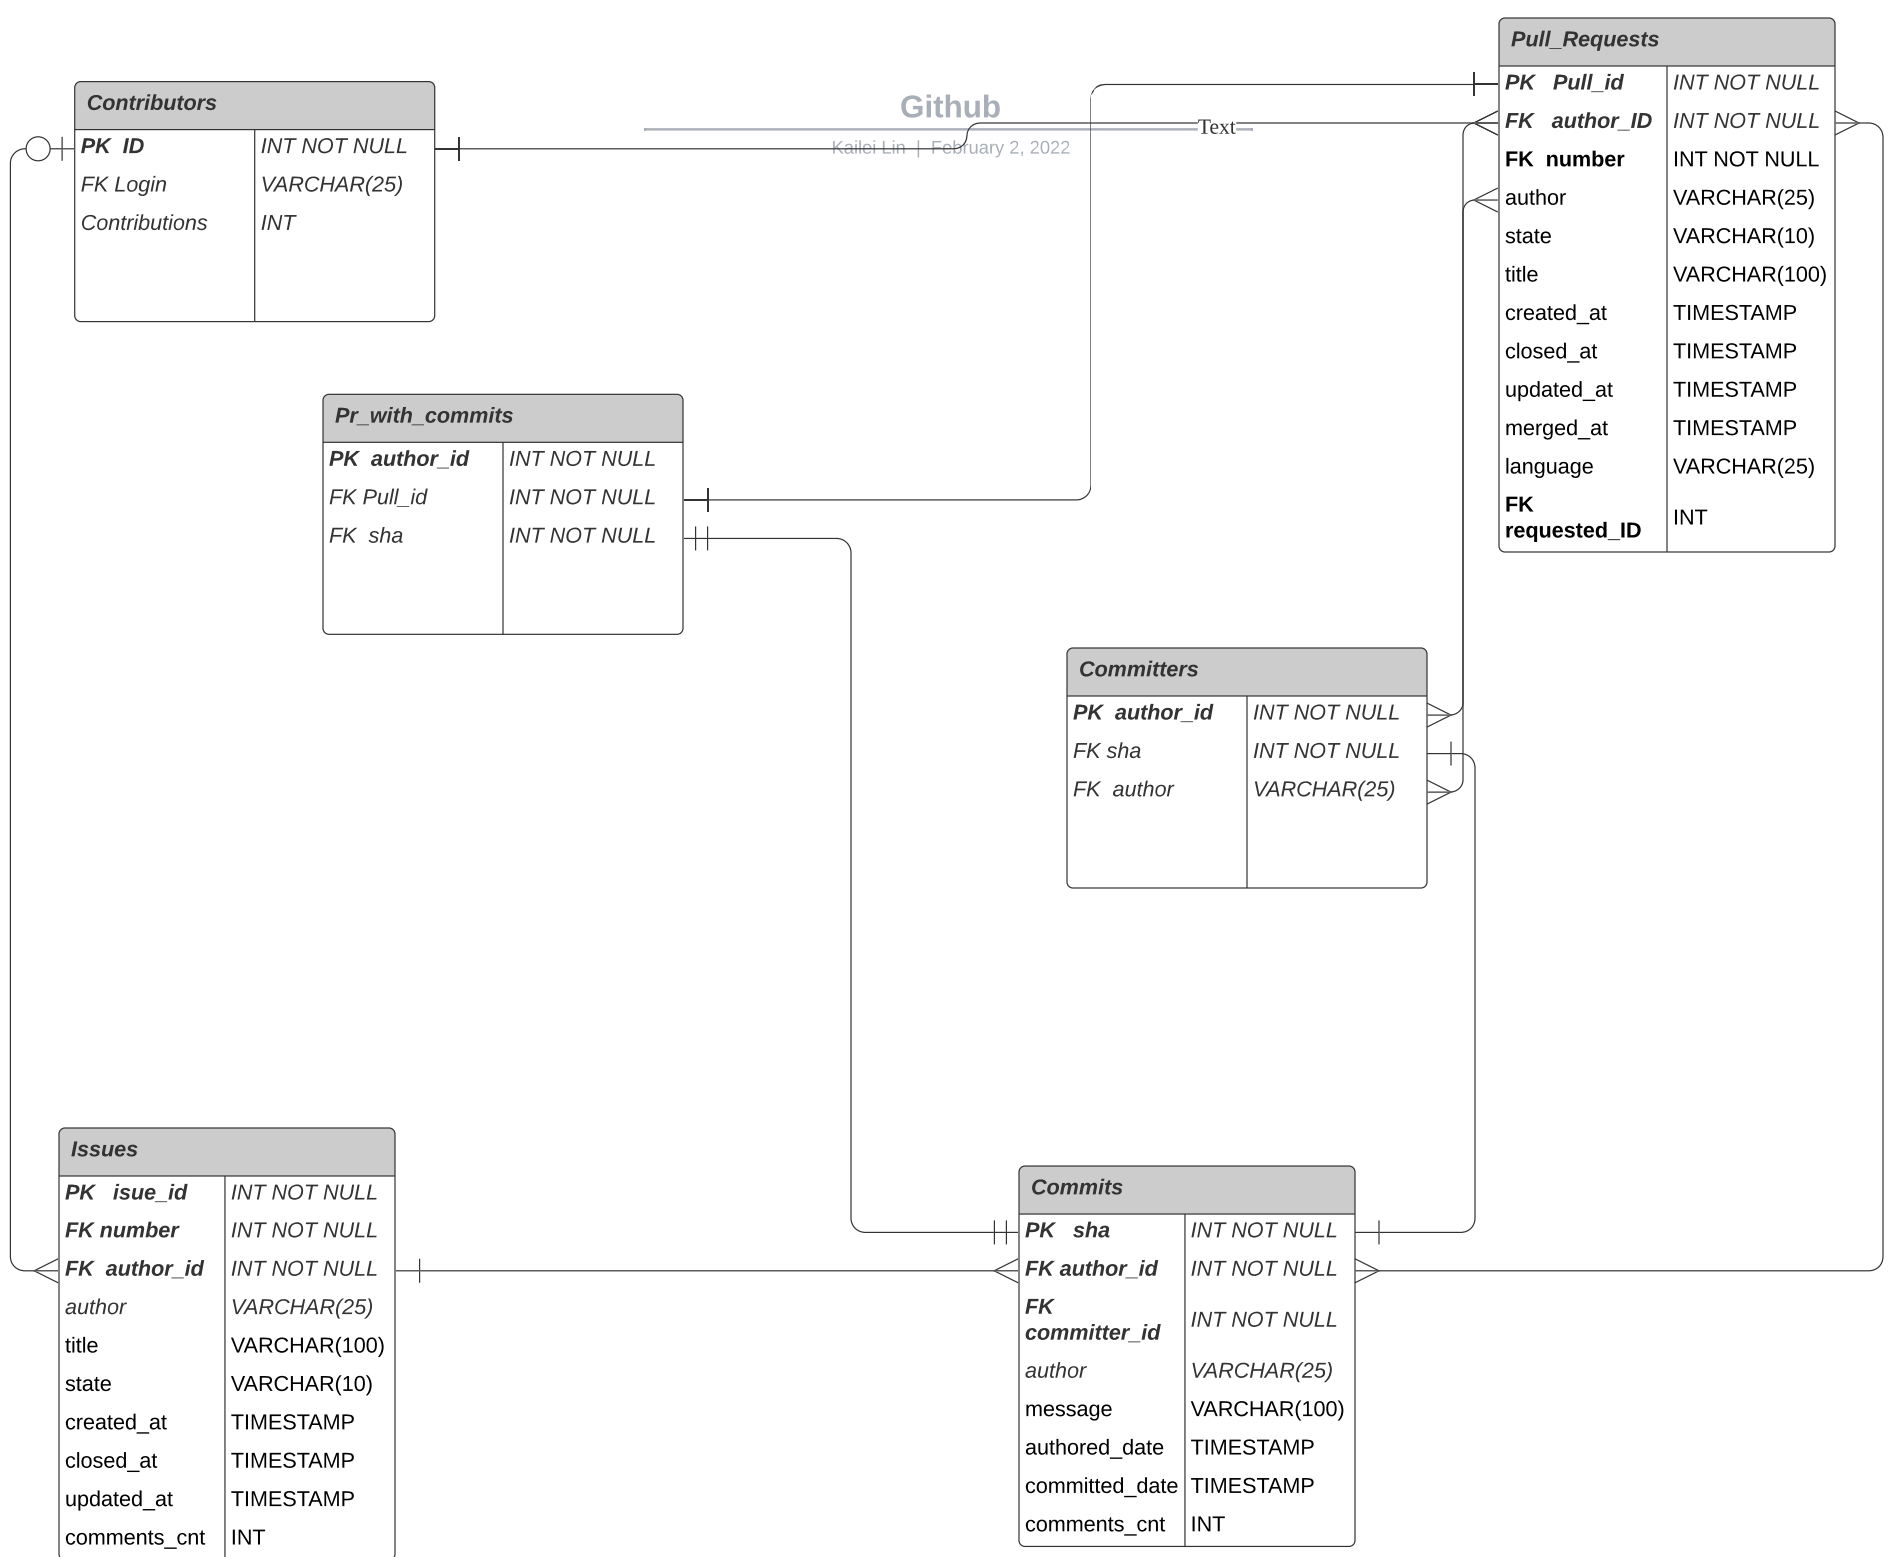 Github
Text
Kailei Lin | February 2, 2022
Contributors
PK ID INT NOT NULL
FK Login VARCHAR(25)
Contributions INT
Pull_Requests
PK Pull_id INT NOT NULL
FK author_ID INT NOT NULL
FK number INT NOT NULL
author VARCHAR(25)
state VARCHAR(10)
title VARCHAR(100)
created_at TIMESTAMP
closed_at TIMESTAMP
updated_at TIMESTAMP
merged_at TIMESTAMP
language VARCHAR(25)
FK
requested_ID INT
Pr_with_commits
PK author_id INT NOT NULL
FK Pull_id INT NOT NULL
FK sha INT NOT NULL
Committers
PK author_id INT NOT NULL
FK sha INT NOT NULL
FK author VARCHAR(25)
Issues
PK isue_id INT NOT NULL
FK number INT NOT NULL
FK author_id INT NOT NULL
author VARCHAR(25)
title VARCHAR(100)
state VARCHAR(10)
created_at TIMESTAMP
closed_at TIMESTAMP
updated_at TIMESTAMP
comments_cnt INT
Commits
PK sha INT NOT NULL
FK author_id INT NOT NULL
FK
committer_id INT NOT NULL
author VARCHAR(25)
message VARCHAR(100)
authored_date TIMESTAMP
committed_date TIMESTAMP
comments_cnt INT